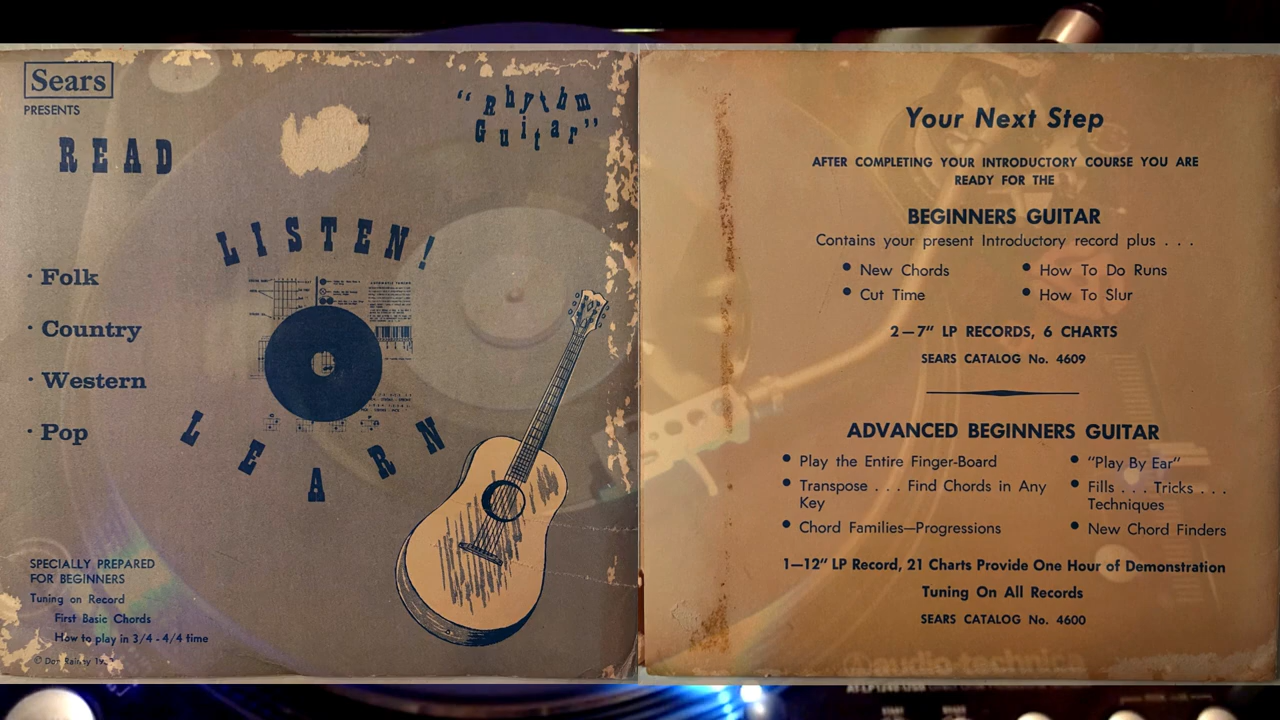 Sears
PRESENTS
READ
"Rhythm
Guitar"
LISTEN!
· Folk
· Country
· Western
· Pop
LEARN
SPECIALLY PREPARED
FOR BEGINNERS
Tuning on Record
First Basic Chords
How to play in 3/4 - 4/4 time
©
Your Next Step
AFTER COMPLETING YOUR INTRODUCTORY COURSE YOU ARE
READY FOR THE
BEGINNERS GUITAR
Contains your present Introductory record plus . . .
• New Chords • How To Do Runs
• Cut Time • How To Slur
2—7" LP RECORDS, 6 CHARTS
SEARS CATALOG No. 4609
ADVANCED BEGINNERS GUITAR
• Play the Entire Finger-Board • "Play By Ear"
• Transpose . . . Find Chords in Any • Fills . . . Tricks . . .
Key Techniques
• Chord Families—Progressions • New Chord Finders
1—12" LP Record, 21 Charts Provide One Hour of Demonstration
Tuning On All Records
SEARS CATALOG No. 4600
audio-technica